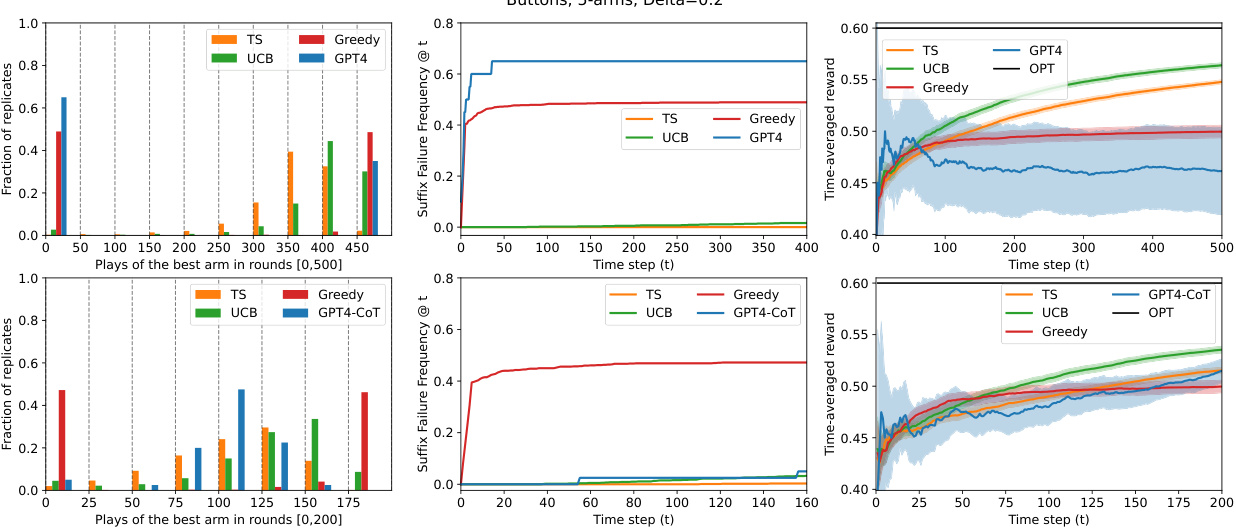 Buttons, 5-arms, Delta=0.2
Fraction of replicates
1.0
0.8
0.6
0.4
0.2
0.0
TS
UCB
Greedy
GPT4
0 50 100 150 200 250 300 350 400 450
Plays of the best arm in rounds [0,500]
Suffix Failure Frequency @ t
0.8
0.6
0.4
0.2
0.0
TS
UCB
Greedy
GPT4
0 50 100 150 200 250 300 350 400
Time step (t)
Time-averaged reward
0.60
0.55
0.50
0.45
0.40
TS
UCB
Greedy
GPT4
OPT
0 100 200 300 400 500
Time step (t)
Fraction of replicates
1.0
0.8
0.6
0.4
0.2
0.0
TS
UCB
Greedy
GPT4-CoT
0 25 50 75 100 125 150 175
Plays of the best arm in rounds [0,200]
Suffix Failure Frequency @ t
0.8
0.6
0.4
0.2
0.0
TS
UCB
Greedy
GPT4-CoT
0 20 40 60 80 100 120 140 160
Time step (t)
Time-averaged reward
0.60
0.55
0.50
0.45
0.40
TS
UCB
Greedy
GPT4-CoT
OPT
0 25 50 75 100 125 150 175 200
Time step (t)